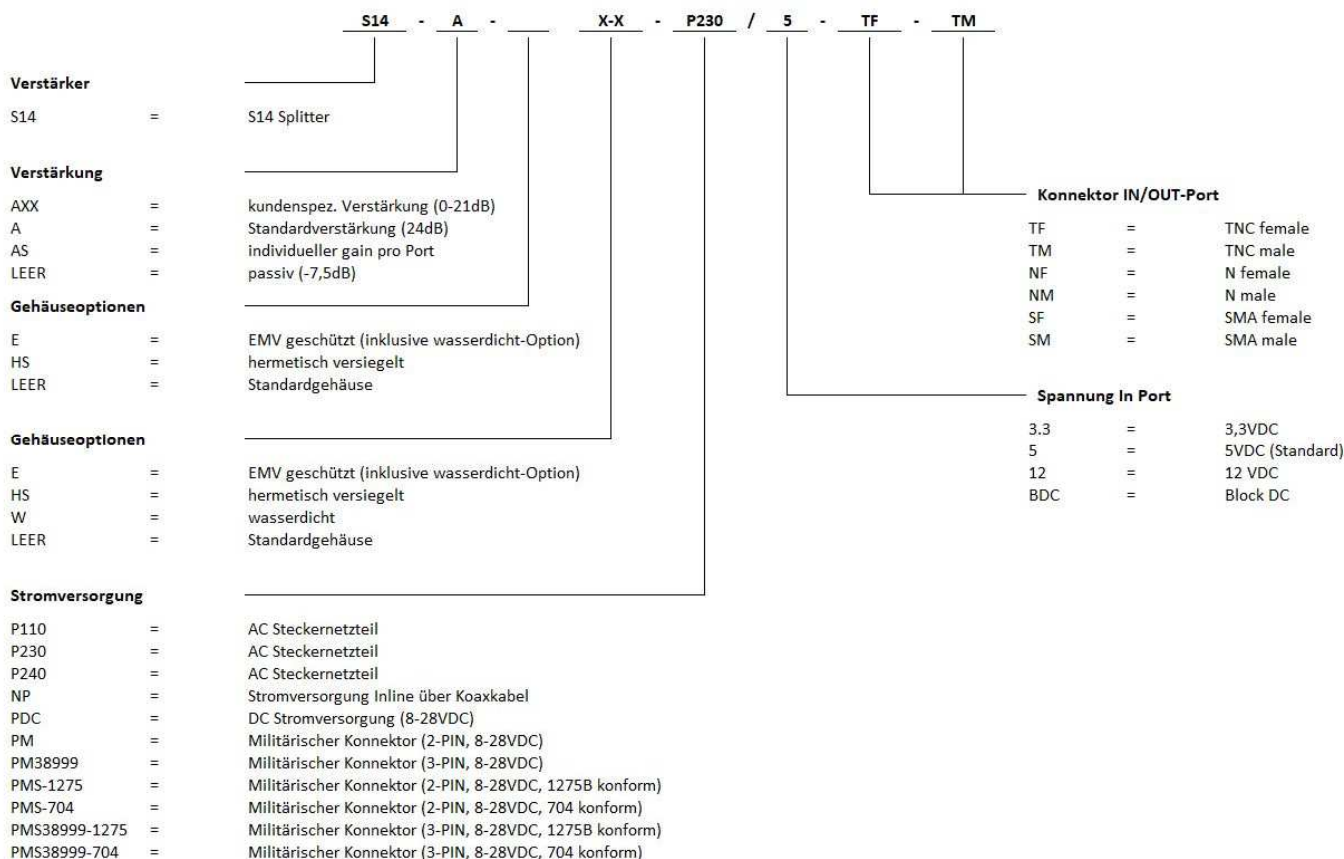 S14 - A - X-X - P230 / 5 - TF - TM
Verstärker
S14 = S14 Splitter
Verstärkung
AXX = kundenspez. Verstärkung (0-21dB)
A = Standardverstärkung (24dB)
AS = individueller gain pro Port
LEER = passiv (-7,5dB)
Gehäuseoptionen
E = EMV geschützt (inklusive wasserdicht-Option)
HS = hermetisch versiegelt
LEER = Standardgehäuse
Gehäuseoptionen
E = EMV geschützt (inklusive wasserdicht-Option)
HS = hermetisch versiegelt
W = wasserdicht
LEER = Standardgehäuse
Stromversorgung
P110 = AC Steckernetzteil
P230 = AC Steckernetzteil
P240 = AC Steckernetzteil
NP = Stromversorgung Inline über Koaxkabel
PDC = DC Stromversorgung (8-28VDC)
PM = Militärischer Konnektor (2-PIN, 8-28VDC)
PM38999 = Militärischer Konnektor (3-PIN, 8-28VDC)
PMS-1275 = Militärischer Konnektor (2-PIN, 8-28VDC, 1275B konform)
PMS-704 = Militärischer Konnektor (2-PIN, 8-28VDC, 704 konform)
PMS38999-1275 = Militärischer Konnektor (3-PIN, 8-28VDC, 1275B konform)
PMS38999-704 = Militärischer Konnektor (3-PIN, 8-28VDC, 704 konform)
Konnektor IN/OUT-Port
TF = TNC female
TM = TNC male
NF = N female
NM = N male
SF = SMA female
SM = SMA male
Spannung In Port
3.3 = 3,3VDC
5 = 5VDC (Standard)
12 = 12 VDC
BDC = Block DC